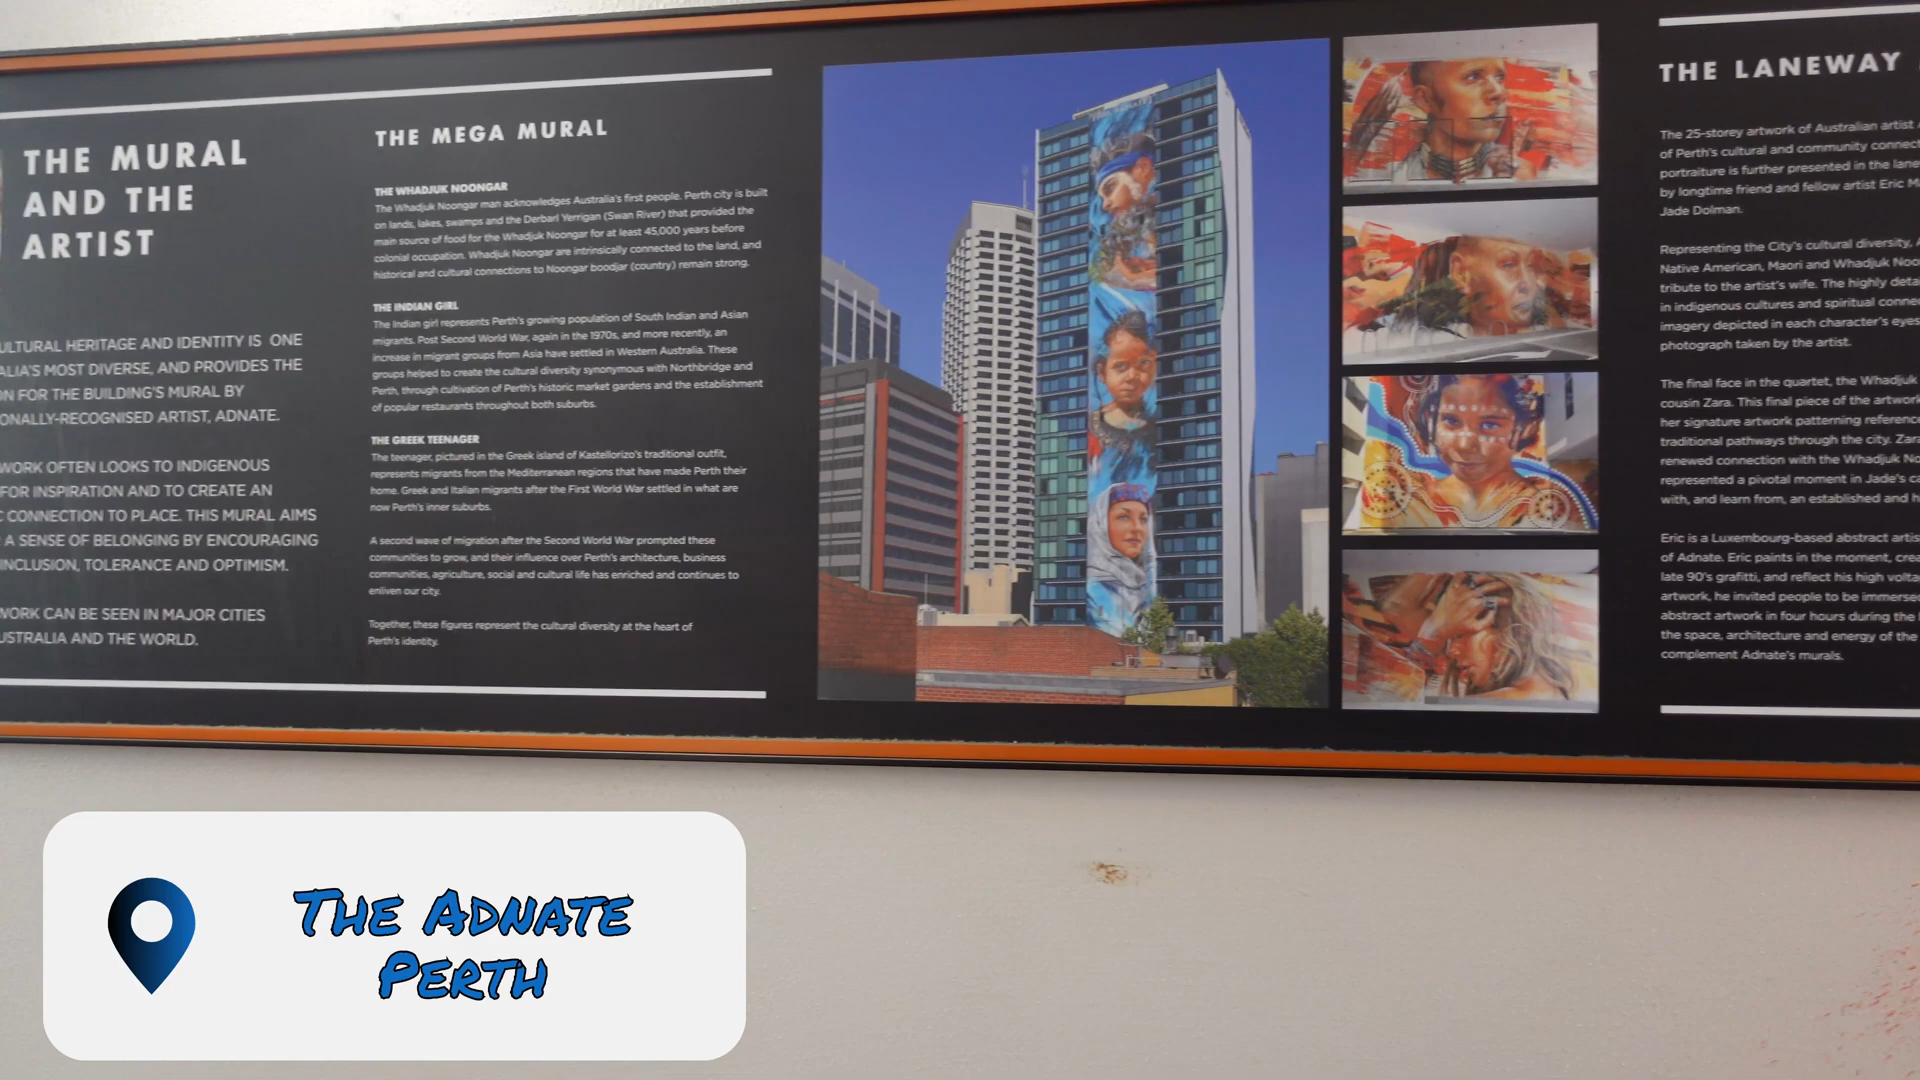 THE MURAL
AND THE
ARTIST
ULTURAL HERITAGE AND IDENTITY IS ONE
ALIA'S MOST DIVERSE, AND PROVIDES THE
ON FOR THE BUILDING'S MURAL BY
ONALLY-RECOGNISED ARTIST, ADNATE.
WORK OFTEN LOOKS TO INDIGENOUS
FOR INSPIRATION AND TO CREATE AN
C CONNECTION TO PLACE. THIS MURAL AIMS
A SENSE OF BELONGING BY ENCOURAGING
INCLUSION, TOLERANCE AND OPTIMISM.
WORK CAN BE SEEN IN MAJOR CITIES
USTRALIA AND THE WORLD.
THE MEGA MURAL
THE WHADJUK NOONGAR
The Whadjuk Noongar man acknowledges Australia's first people. Perth city is built
on lands, lakes, swamps and the Derbarl Yerrigan (Swan River) that provided the
main source of food for the Whadjuk Noongar for at least 45,000 years before
colonial occupation. Whadjuk Noongar are intrinsically connected to the land, and
historical and cultural connections to Noongar boodjar (country) remain strong.
THE INDIAN GIRL
The Indian girl represents Perth's growing population of South Indian and Asian
migrants. Post Second World War, again in the 1970s, and more recently, an
increase in migrant groups from Asia have settled in Western Australia. These
groups helped to create the cultural diversity synonymous with Northbridge and
Perth, through cultivation of Perth's historic market gardens and the establishment
of popular restaurants throughout both suburbs.
THE GREEK TEENAGER
The teenager, pictured in the Greek island of Kastellorizo's traditional outfit,
represents migrants from the Mediterranean regions that have made Perth their
home. Greek and Italian migrants after the First World War settled in what are
now Perth's inner suburbs.
A second wave of migration after the Second World War prompted these
communities to grow, and their influence over Perth's architecture, business
communities, agriculture, social and cultural life has enriched and continues to
enliven our city.
Together, these figures represent the cultural diversity at the heart of
Perth's identity.
THE LANEWAY
The 25-storey artwork of Australian artist
of Perth's cultural and community connect
portraiture is further presented in the lane
by longtime friend and fellow artist Eric M
Jade Dolman.
Representing the City's cultural diversity, A
Native American, Maori and Whadjuk Noo
tribute to the artist's wife. The highly deta
in indigenous cultures and spiritual conne
imagery depicted in each character's eyes
photograph taken by the artist.
The final face in the quartet, the Whadjuk
cousin Zara. This final piece of the artwork
her signature artwork patterning reference
traditional pathways through the city. Zara
renewed connection with the Whadjuk No
represented a pivotal moment in Jade's ca
with, and learn from, an established and h
Eric is a Luxembourg-based abstract artis
of Adnate. Eric paints in the moment, crea
late 90's grafitti, and reflect his high volta
artwork, he invited people to be immersed
abstract artwork in four hours during the
the space, architecture and energy of the
complement Adnate's murals.
THE ADNATE
PERTH